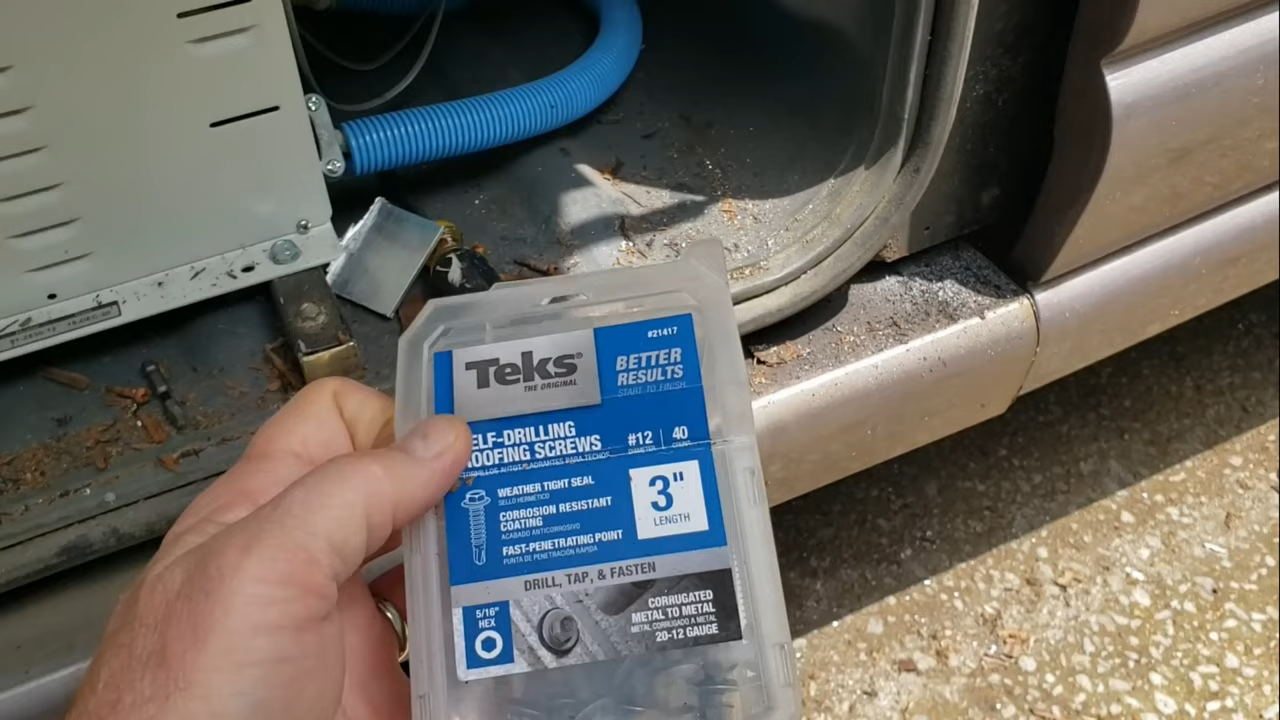 #21417
Teks®
THE ORIGINAL
BETTER
RESULTS
START TO FINISH
ELF-DRILLING
OOFING SCREWS
#12
DIAMETER
40
COUNT
WEATHER TIGHT SEAL
SELLO HERMÉTICO
CORROSION RESISTANT
COATING
ACABADO ANTICORROSIVO
FAST-PENETRATING POINT
PUNTA DE PENETRACIÓN RÁPIDA
3"
LENGTH
DRILL, TAP, & FASTEN
5/16"
HEX
CORRUGATED
METAL TO METAL
METAL CORRUGADO A METAL
20-12 GAUGE